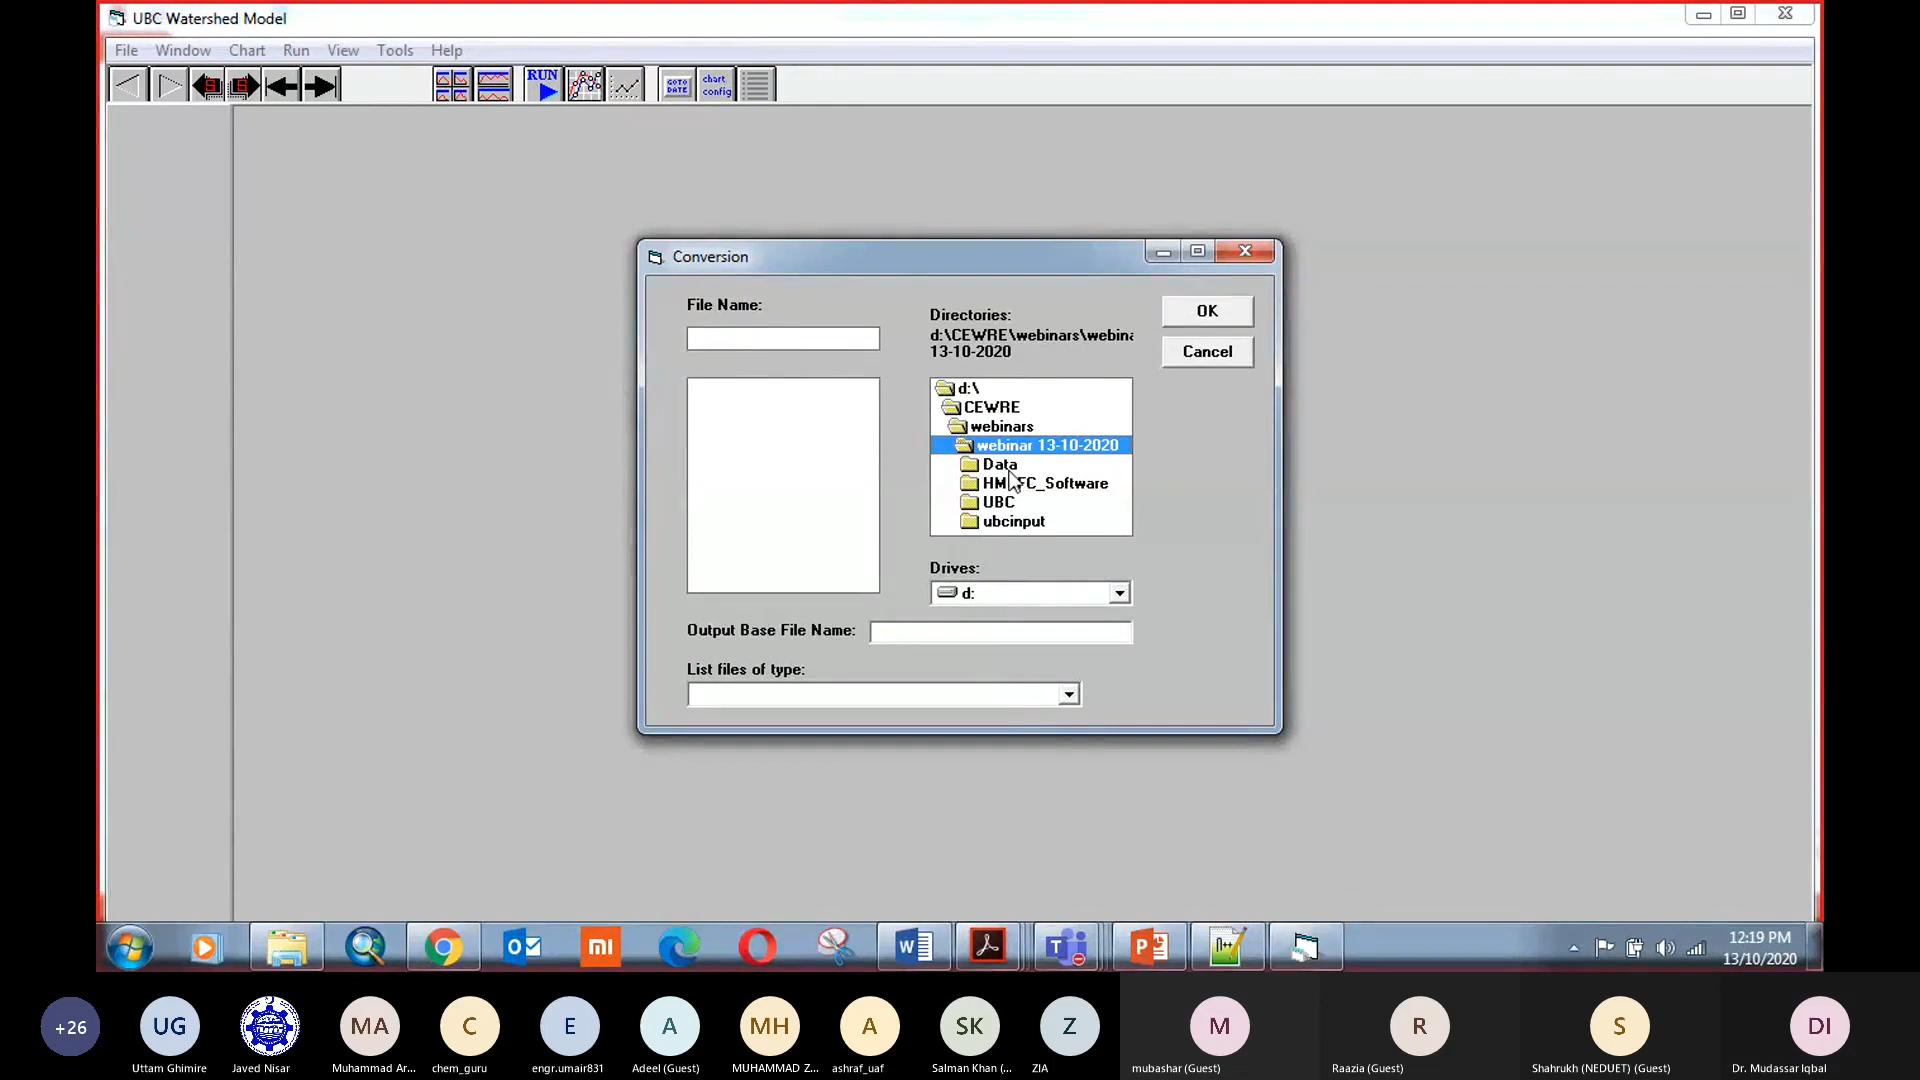 UBC Watershed Model
File Window Chart Run View Tools Help
RUN
GOTO DATE
chart config
Conversion
File Name:
Directories:
d:\CEWRE\webinars\webina
13-10-2020
OK
Cancel
d:\
CEWRE
webinars
webinar 13-10-2020
Data
HM FC_Software
UBC
ubcinput
Drives:
d:
Output Base File Name:
List files of type:
12:19 PM
13/10/2020
+26
UG
MA
C
E
A
MH
A
SK
Z
M
R
S
DI
Uttam Ghimire
Javed Nisar
Muhammad Ar...
chem_guru
engr.umair831
Adeel (Guest)
MUHAMMAD Z...
ashraf_uaf
Salman Khan (...
ZIA
mubashar (Guest)
Raazia (Guest)
Shahrukh (NEDUET) (Guest)
Dr. Mudassar Iqbal